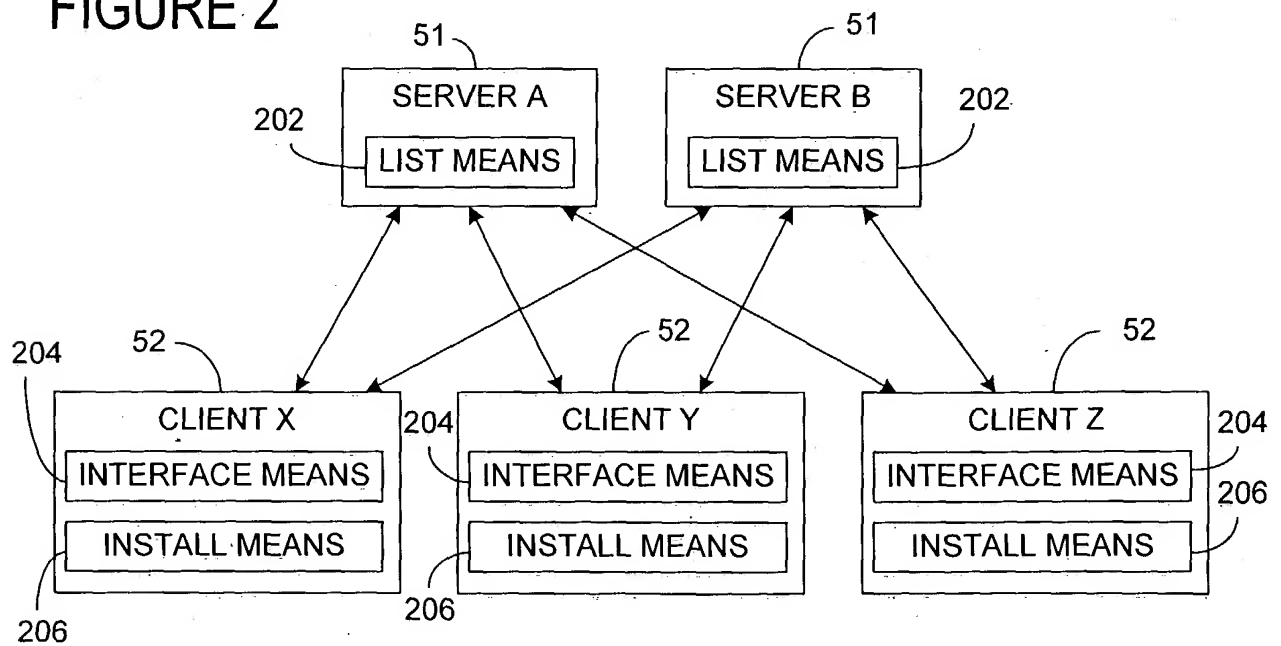 FIGURE 2
51
51
SERVER A
SERVER B
202
202
LIST MEANS
LIST MEANS
52
52
52
204
CLIENT X
204
CLIENT Y
CLIENT Z
204
INTERFACE MEANS
INTERFACE MEANS
INTERFACE MEANS
206
INSTALL MEANS
INSTALL MEANS
INSTALL MEANS
206
206